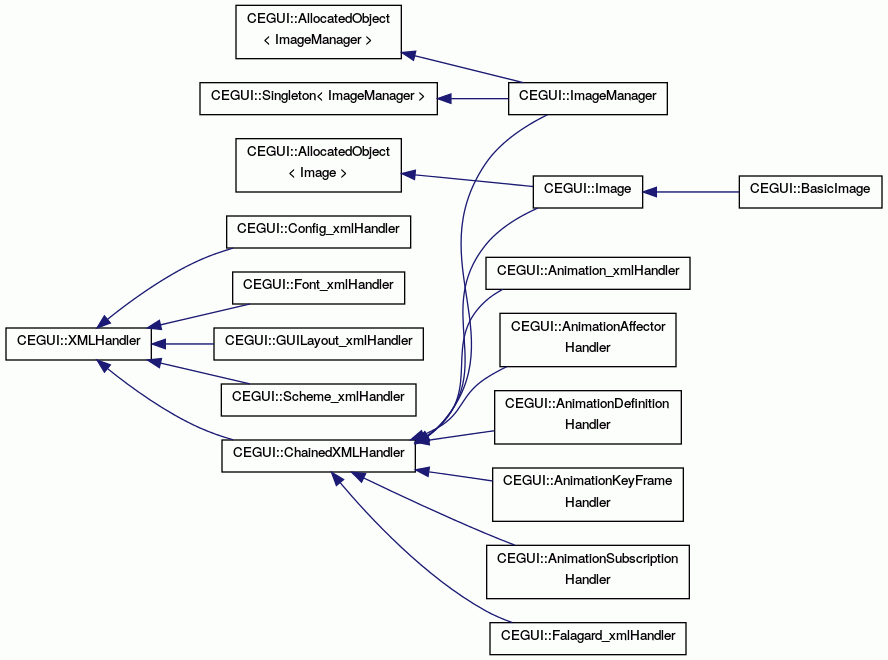 CEGUI::AllocatedObject
< ImageManager >
CEGUI::Singleton< ImageManager >
CEGUI::ImageManager
CEGUI::AllocatedObject
< Image >
CEGUI::Image
CEGUI::BasicImage
CEGUI::Config_xmlHandler
CEGUI::Animation_xmlHandler
CEGUI::Font_xmlHandler
CEGUI::AnimationAffector
Handler
CEGUI::XMLHandler
CEGUI::GUILayout_xmlHandler
CEGUI::Scheme_xmlHandler
CEGUI::AnimationDefinition
Handler
CEGUI::ChainedXMLHandler
CEGUI::AnimationKeyFrame
Handler
CEGUI::AnimationSubscription
Handler
CEGUI::Falagard_xmlHandler